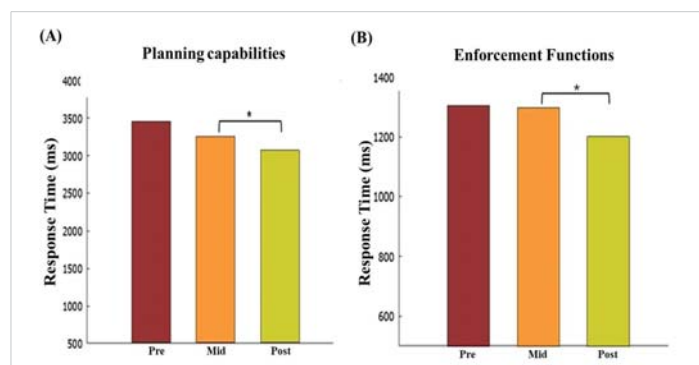 (A)
Planning capabilities
Response Time (ms)
400
3500
3000
2500
2000
1500
1000
500
*
Pre Mid Post
(B)
Enforcement Functions
Response Time (ms)
1400
1200
1000
800
600
*
Pre Mid Post